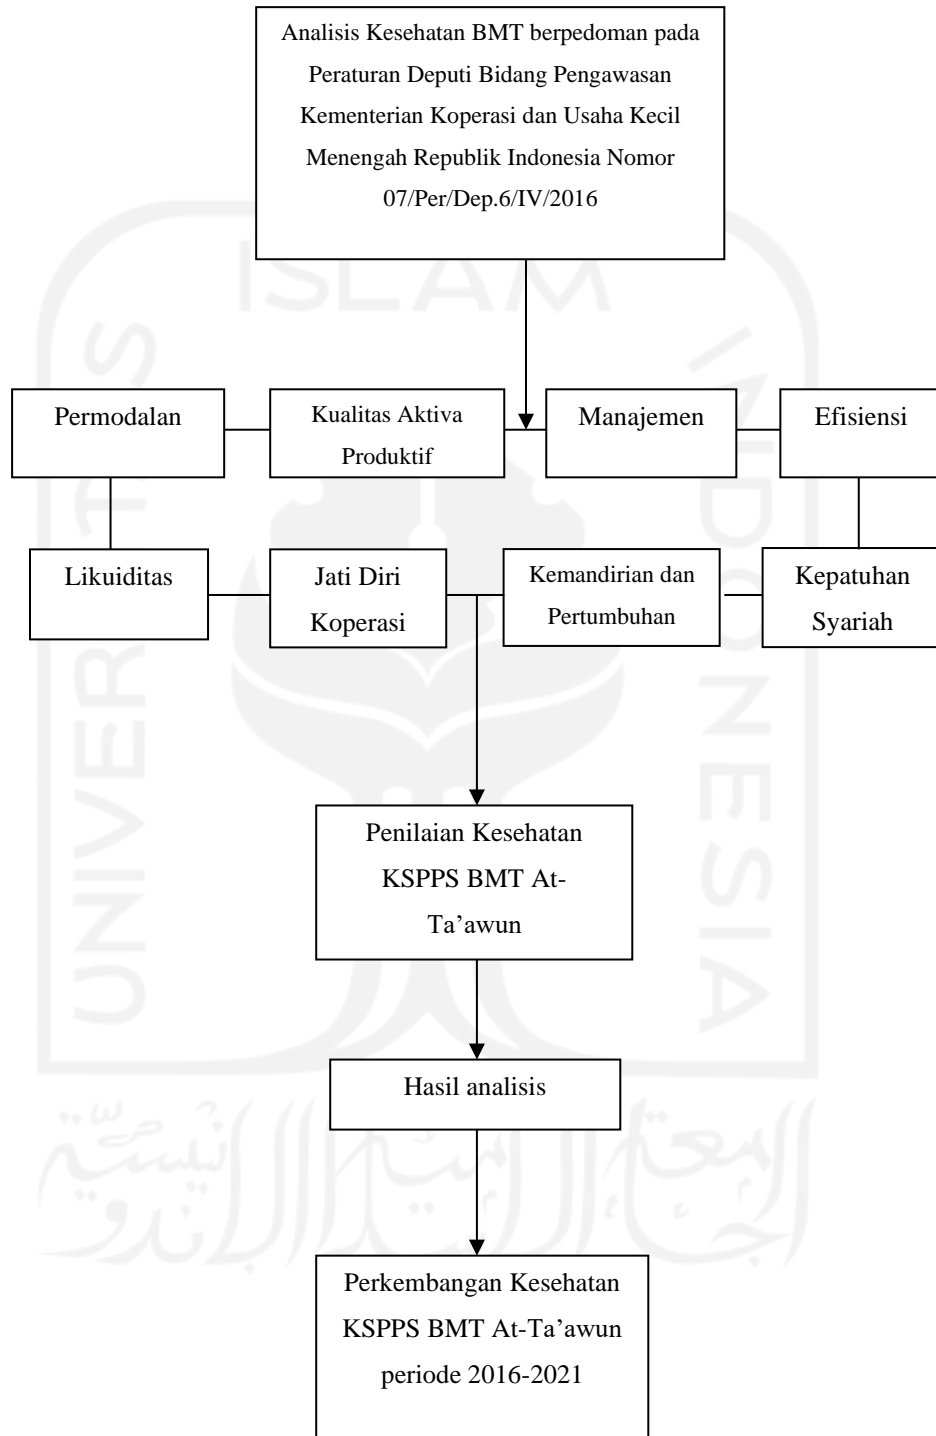 Analisis Kesehatan BMT berpedoman pada
Peraturan Deputi Bidang Pengawasan
Kementerian Koperasi dan Usaha Kecil
Menengah Republik Indonesia Nomor
07/Per/Dep.6/IV/2016
Permodalan
Kualitas Aktiva
Produktif
Manajemen
Efisiensi
Likuiditas
Jati Diri
Koperasi
Kemandirian dan
Pertumbuhan
Kepatuhan
Syariah
Penilaian Kesehatan
KSPPS BMT At-
Ta’awun
Hasil analisis
Perkembangan Kesehatan
KSPPS BMT At-Ta’awun
periode 2016-2021
UNIVERSITAS
ISLAM
INDONESIA